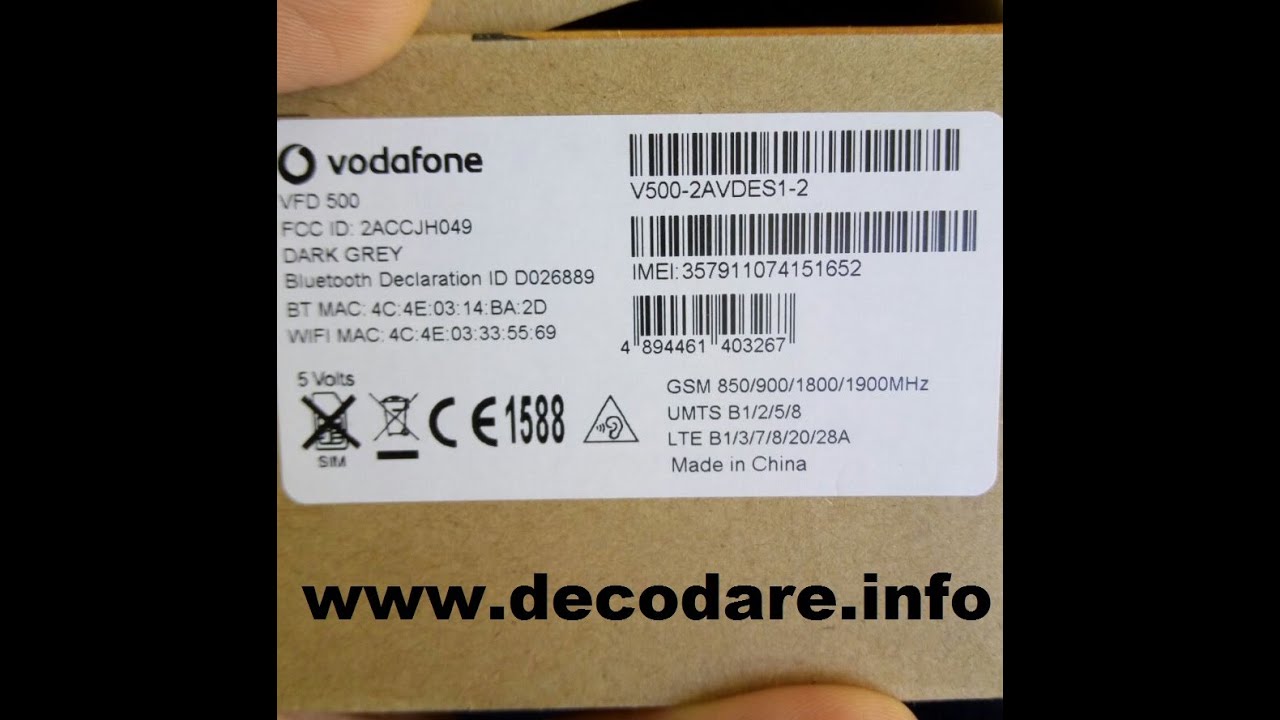 vodafone
VFD 500
FCC ID: 2ACCJH049
DARK GREY
Bluetooth Declaration ID D026889
BT MAC: 4C:4E:03:14:BA:2D
WIFI MAC: 4C:4E:03:33:55:69
5 Volts
SIM
CE1588
V500-2AVDES1-2
IMEI:357911074151652
4 894461 403267
GSM 850/900/1800/1900MHz
UMTS B1/2/5/8
LTE B1/3/7/8/20/28A
Made in China
www.decodare.info